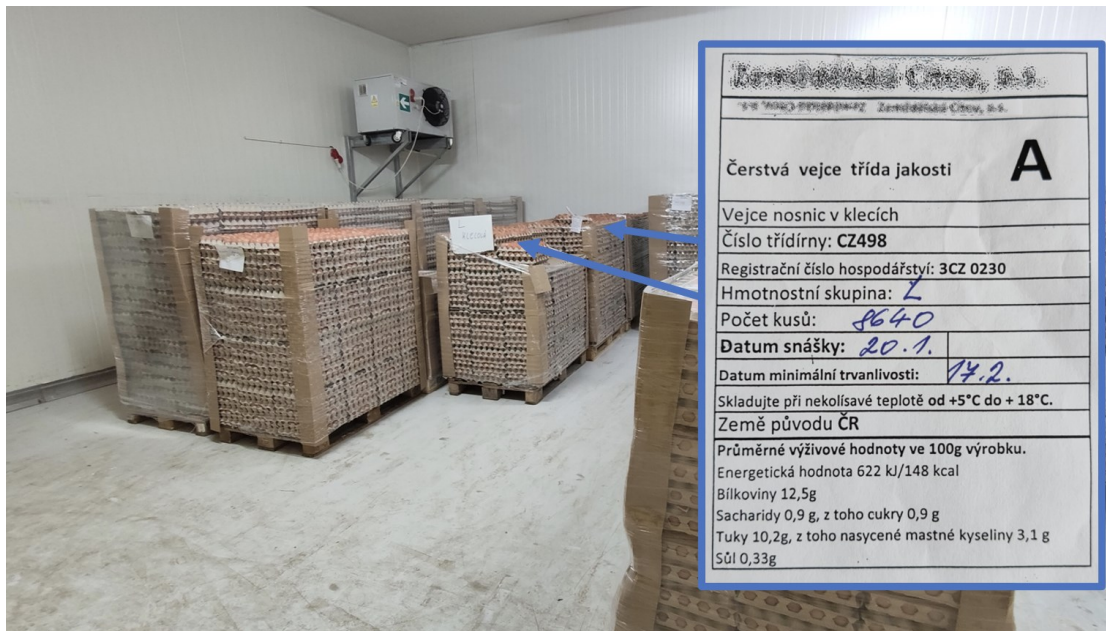 L
KLECOVÁ
Čerstvá vejce třída jakosti A
Vejce nosnic v klecích
Číslo třídírny: CZ498
Registrační číslo hospodářství: 3CZ 0230
Hmotnostní skupina: L
Počet kusů: 8640
Datum snášky: 20.1.
Datum minimální trvanlivosti: 17.2.
Skladujte při nekolísavé teplotě od +5°C do + 18°C.
Země původu ČR
Průměrné výživové hodnoty ve 100g výrobku.
Energetická hodnota 622 kJ/148 kcal
Bílkoviny 12,5g
Sacharidy 0,9 g, z toho cukry 0,9 g
Tuky 10,2g, z toho nasycené mastné kyseliny 3,1 g
Sůl 0,33g